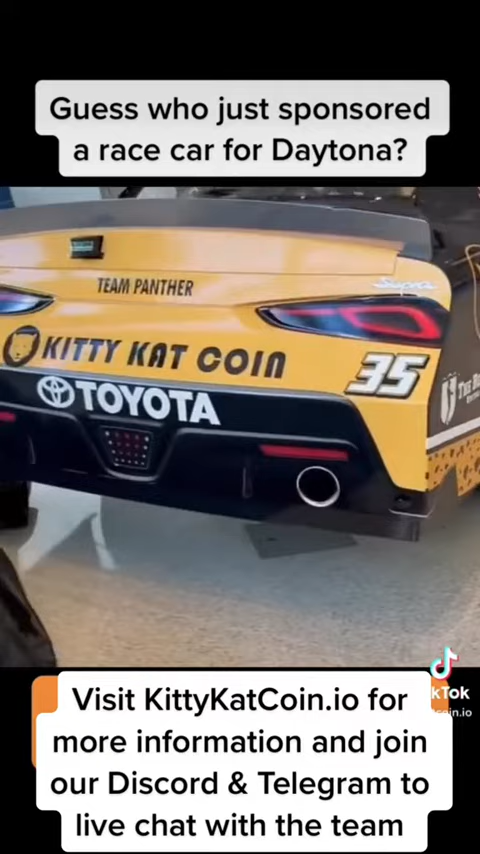 Guess who just sponsored
a race car for Daytona?
TEAM PANTHER
Supra
KITTY KAT COIN
35
TOYOTA
Visit KittyKatCoin.io for
more information and join
our Discord & Telegram to
live chat with the team